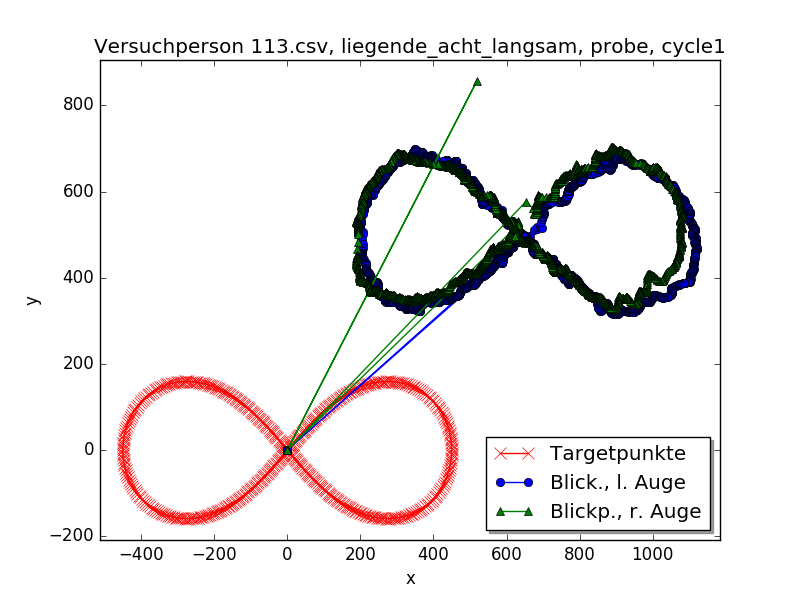 Versuchperson 113.csv, liegende_acht_langsam, probe, cycle1
y
800
600
400
200
0
−200
−400
−200
0
200
400
600
800
1000
x
Targetpunkte
Blick., l. Auge
Blickp., r. Auge